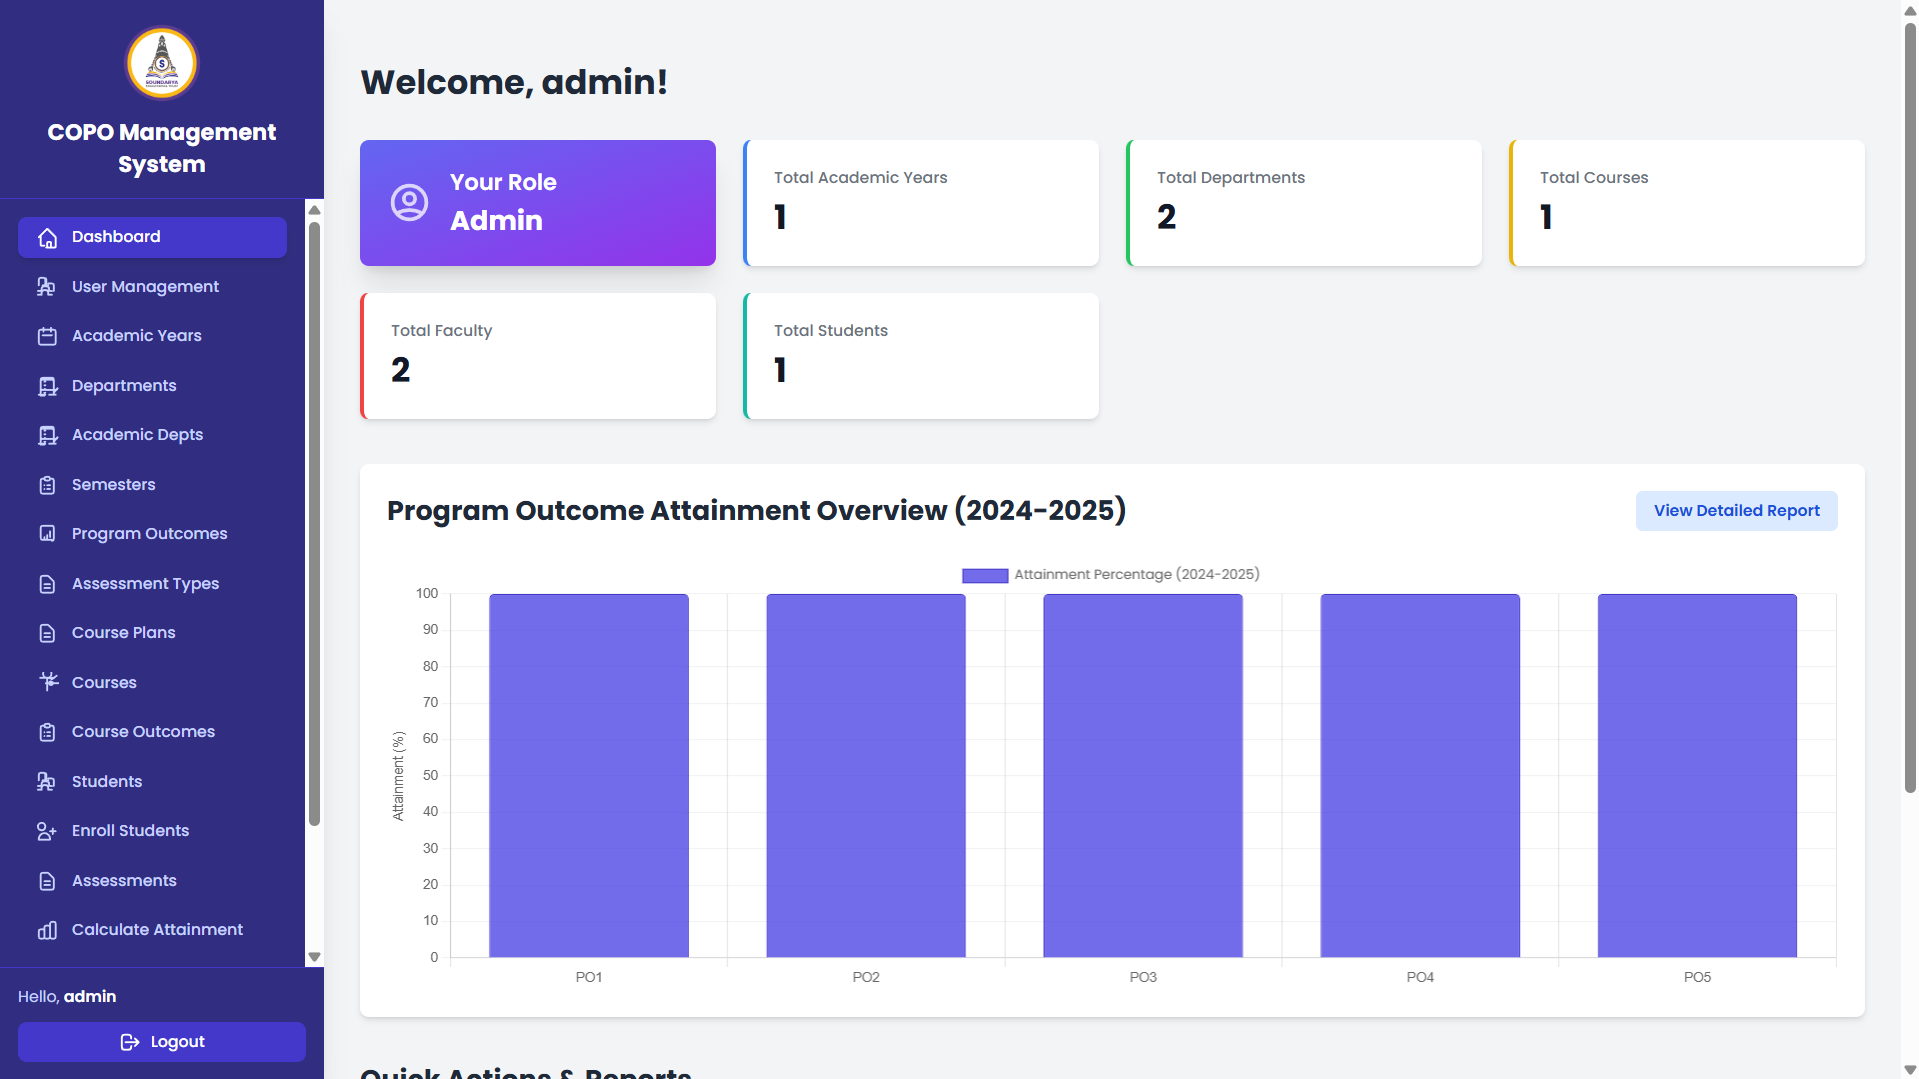 SOUNDARYA
COPO Management
System
Dashboard
User Management
Academic Years
Departments
Academic Depts
Semesters
Program Outcomes
Assessment Types
Course Plans
Courses
Course Outcomes
Students
Enroll Students
Assessments
Calculate Attainment
Hello, admin
Logout
Welcome, admin!
Your Role
Admin
Total Academic Years
1
Total Departments
2
Total Courses
1
Total Faculty
2
Total Students
1
Program Outcome Attainment Overview (2024-2025)
View Detailed Report
Attainment Percentage (2024-2025)
Attainment (%)
100
90
80
70
60
50
40
30
20
10
0
PO1
PO2
PO3
PO4
PO5
Quick Actions & Reports